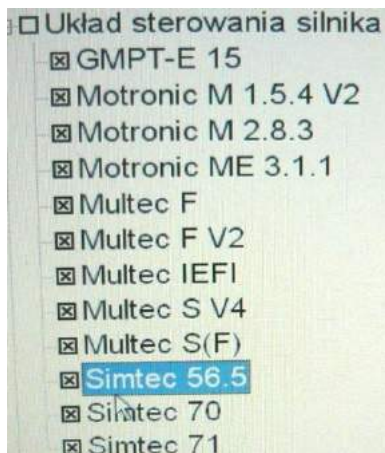 Układ sterowania silnika
GMPT-E 15
Motronic M 1.5.4 V2
Motronic M 2.8.3
Motronic ME 3.1.1
Multec F
Multec F V2
Multec IEFI
Multec S V4
Multec S(F)
Simtec 56.5
Simtec 70
Simtec 71